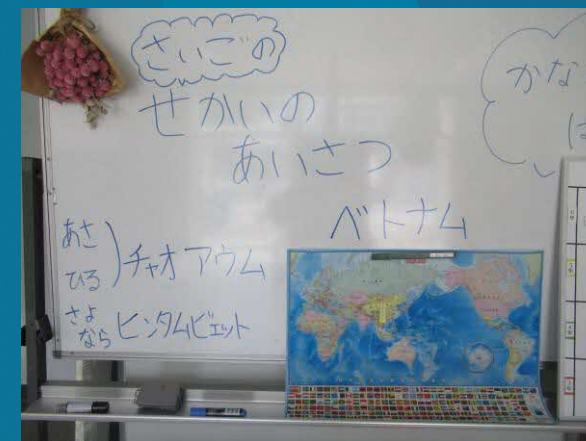 さいごの
せかいの
あいさつ
かな
は
ベトナム
あさ
ひる
チャオ アウム
さよ
なら
ヒンタムビエット